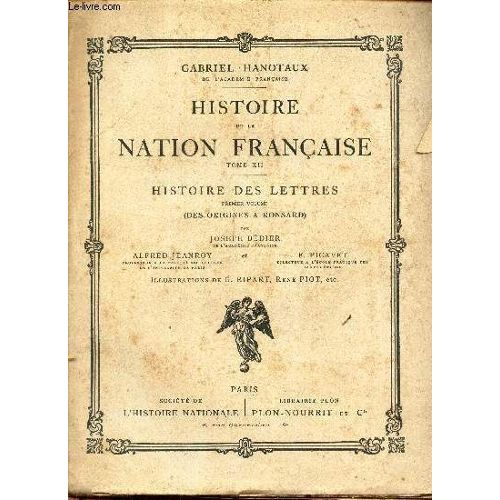 © Le-Livre.com
GABRIEL HANOTAUX
DE L'ACADÉMIE FRANÇAISE
HISTOIRE
DE LA
NATION FRANÇAISE
TOME XII
HISTOIRE DES LETTRES
PREMIER VOLUME
(DES ORIGINES A RONSARD)
PAR
JOSEPH BÉDIER
DE L'ACADÉMIE FRANÇAISE
ALFRED JEANROY et F. PICAVET
ILLUSTRATIONS DE G. RIPART, RENÉ PIOT, etc.
PARIS
SOCIÉTÉ DE LIBRAIRIE PLON
L'HISTOIRE NATIONALE PLON-NOURRIT ET Cie